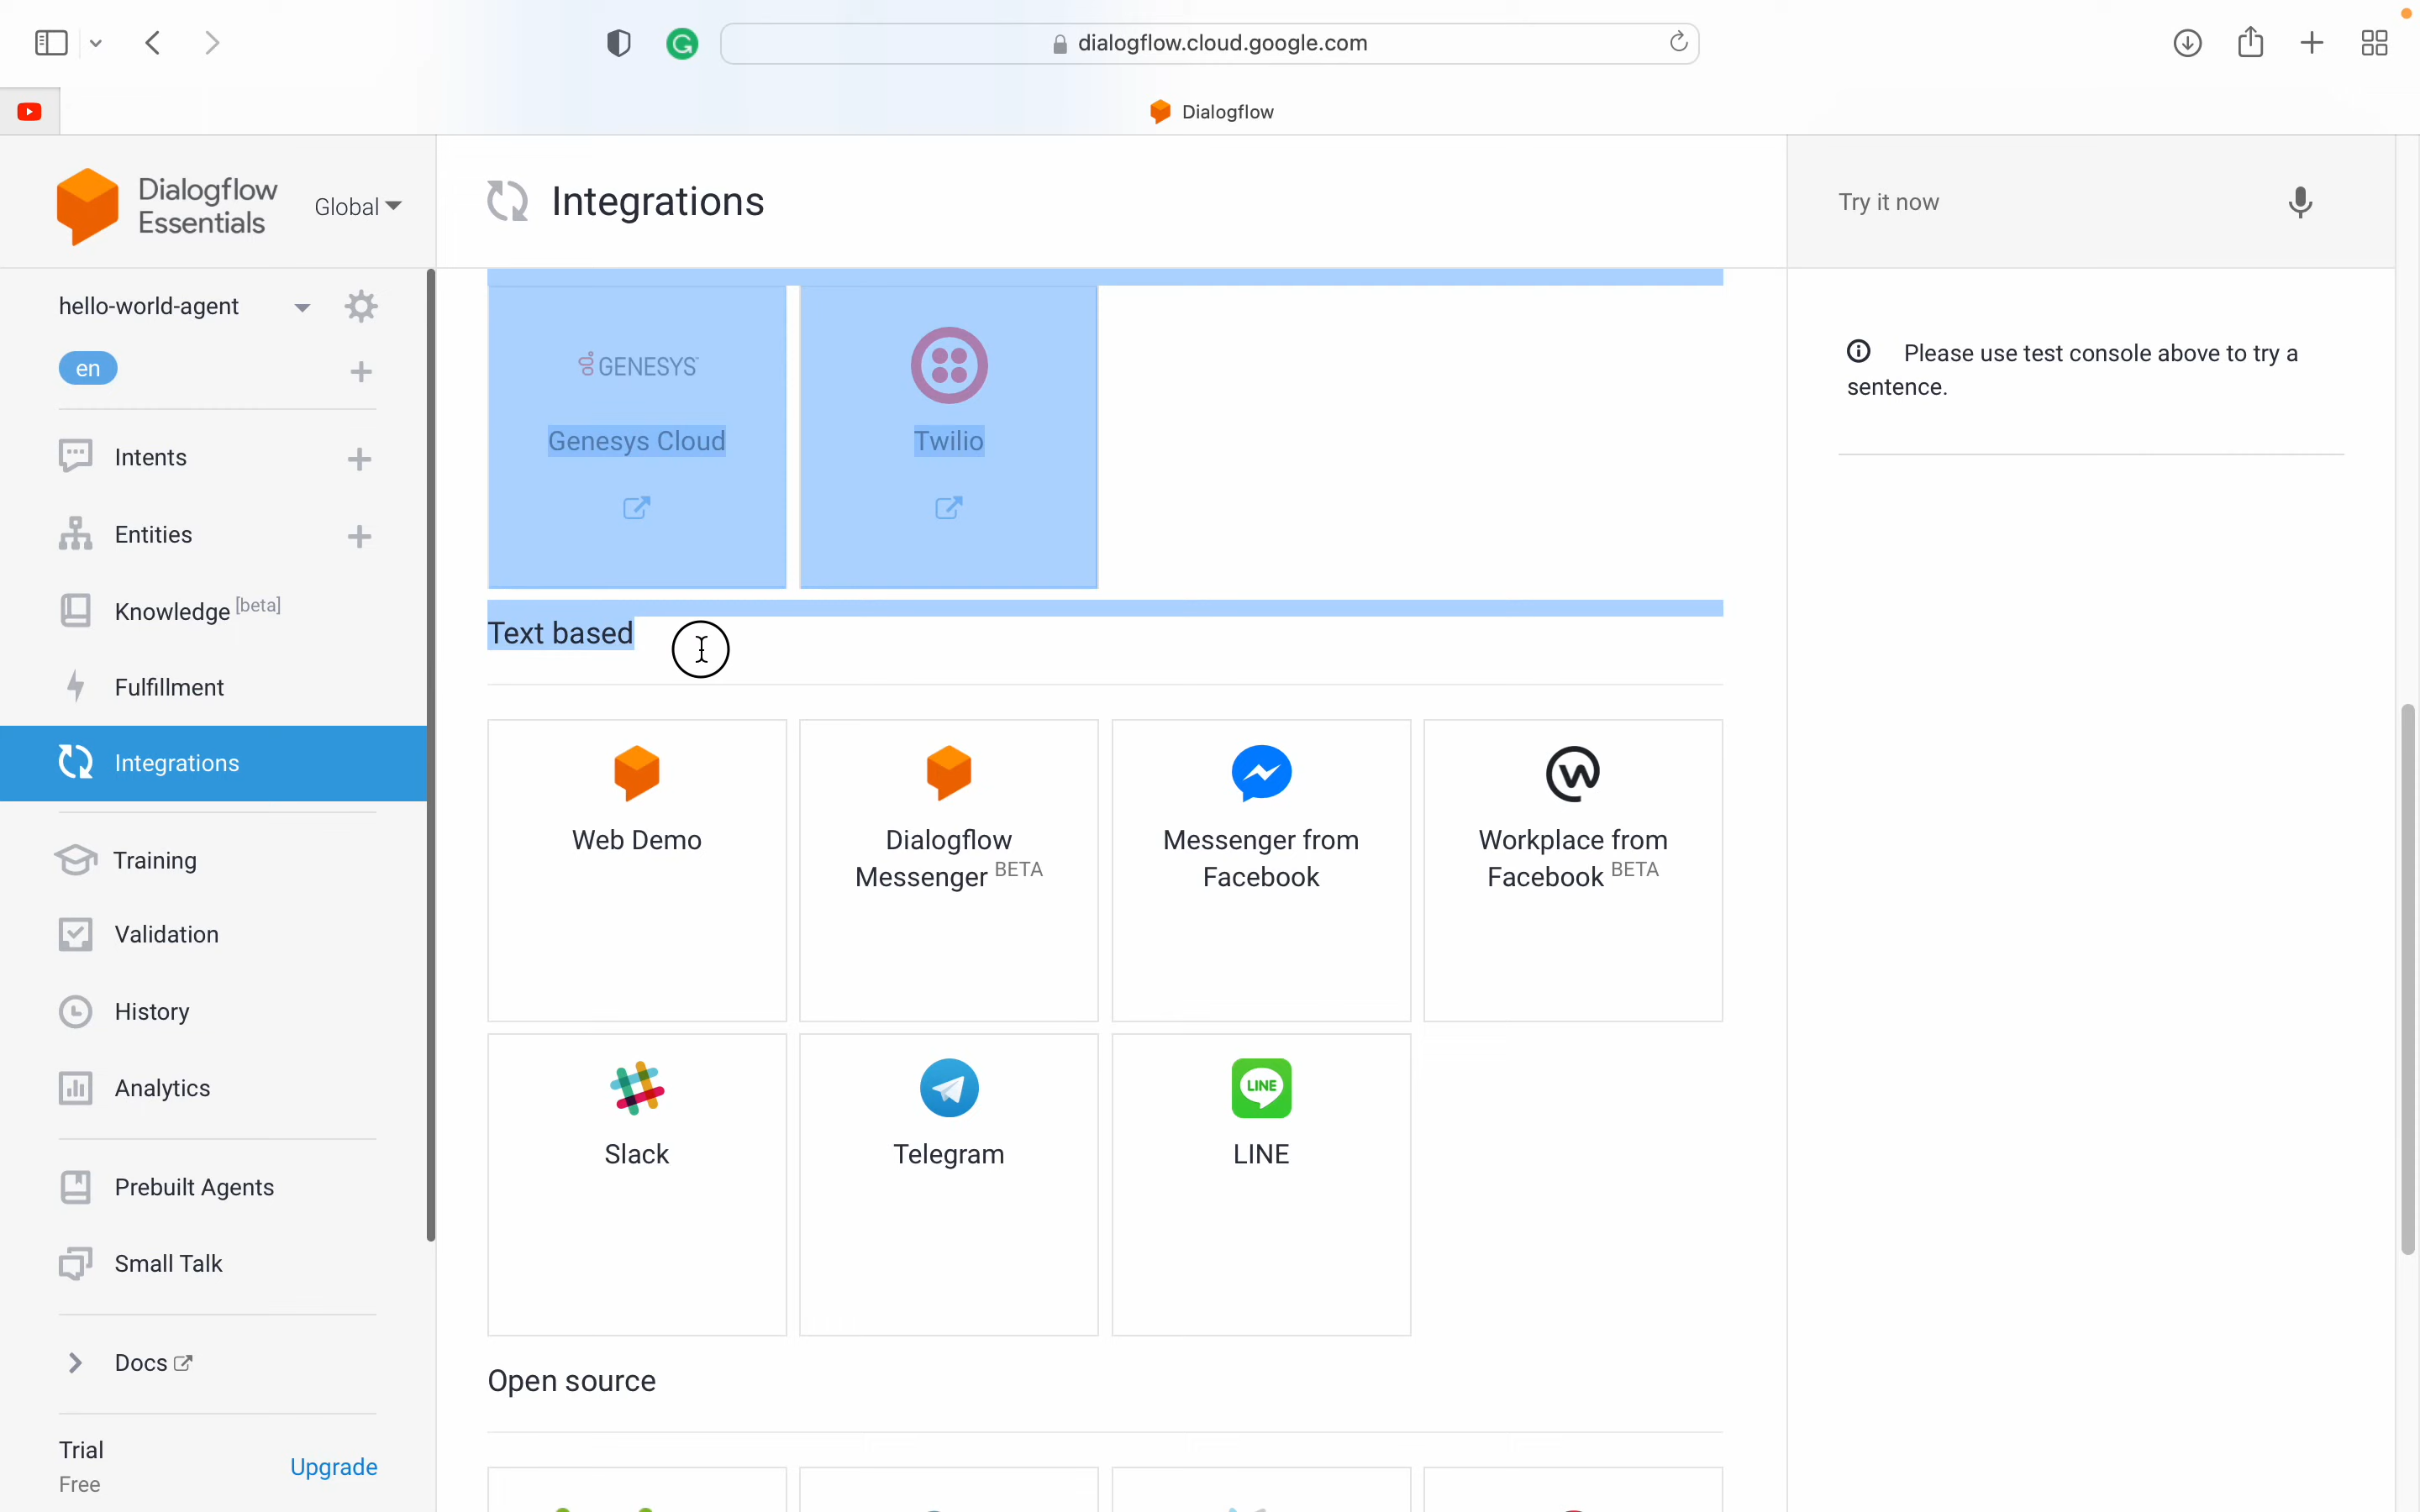 dialogflow.cloud.google.com
Dialogflow
Dialogflow
Essentials
Global
Integrations
Try it now
hello-world-agent
en
Intents
Entities
Knowledge [beta]
Fulfillment
Integrations
Training
Validation
History
Analytics
Prebuilt Agents
Small Talk
Docs
Trial
Free
Upgrade
GENESYS
Genesys Cloud
Twilio
Text based
Web Demo
Dialogflow
Messenger BETA
Messenger from
Facebook
Workplace from
Facebook BETA
Slack
Telegram
LINE
LINE
Open source
Please use test console above to try a
sentence.